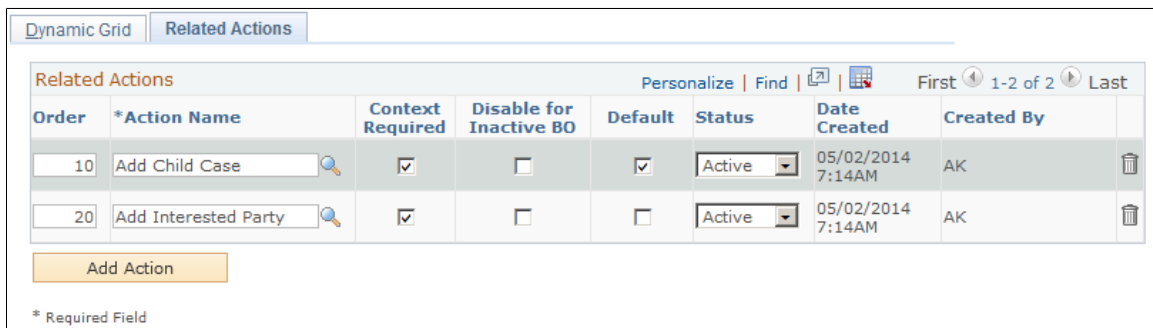 Dynamic Grid Related Actions
Related Actions Personalize | Find | | First 1-2 of 2 Last
Order *Action Name Context Required Disable for Inactive BO Default Status Date Created Created By
10 Add Child Case Active 05/02/2014 7:14AM AK
20 Add Interested Party Active 05/02/2014 7:14AM AK
Add Action
* Required Field